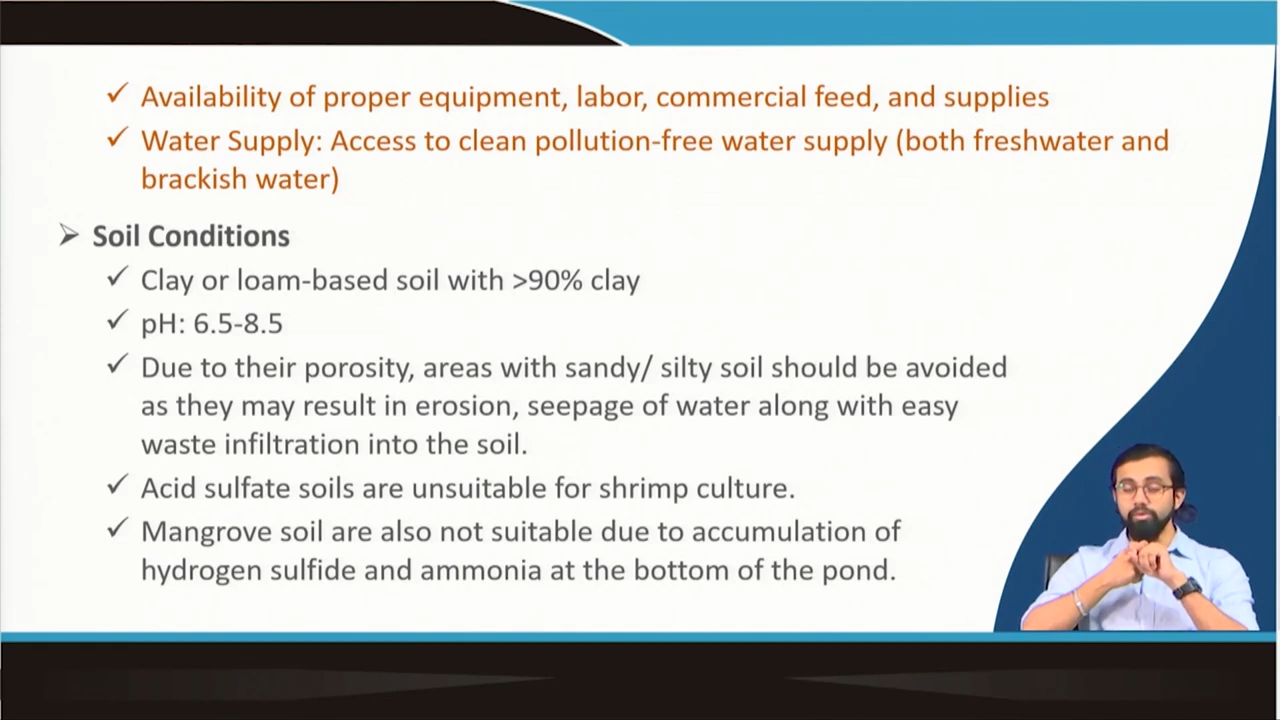 ✓ Availability of proper equipment, labor, commercial feed, and supplies
✓ Water Supply: Access to clean pollution-free water supply (both freshwater and
brackish water)
➢ Soil Conditions
✓ Clay or loam-based soil with >90% clay
✓ pH: 6.5-8.5
✓ Due to their porosity, areas with sandy/ silty soil should be avoided
as they may result in erosion, seepage of water along with easy
waste infiltration into the soil.
✓ Acid sulfate soils are unsuitable for shrimp culture.
✓ Mangrove soil are also not suitable due to accumulation of
hydrogen sulfide and ammonia at the bottom of the pond.